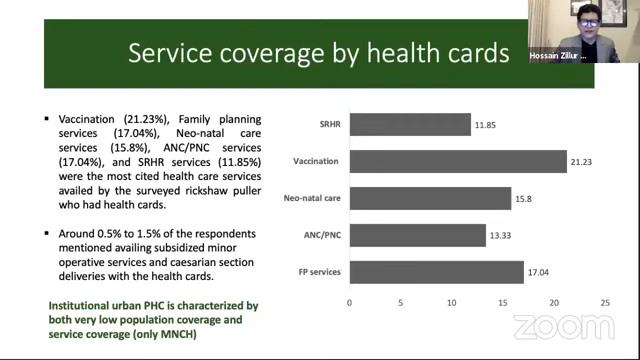 Service coverage by health cards
Hossain Zillur ...
▪ Vaccination (21.23%), Family planning
services (17.04%), Neo-natal care
services (15.8%), ANC/PNC services
(17.04%), and SRHR services (11.85%)
were the most cited health care services
availed by the surveyed rickshaw puller
who had health cards.
▪ Around 0.5% to 1.5% of the respondents
mentioned availing subsidized minor
operative services and caesarian section
deliveries with the health cards.
Institutional urban PHC is characterized by
both very low population coverage and
service coverage (only MNCH)
SRHR 11.85
Vaccination 21.23
Neo-natal care 15.8
ANC/PNC 13.33
FP services 17.04
0 5 10 15 20 25
zoom